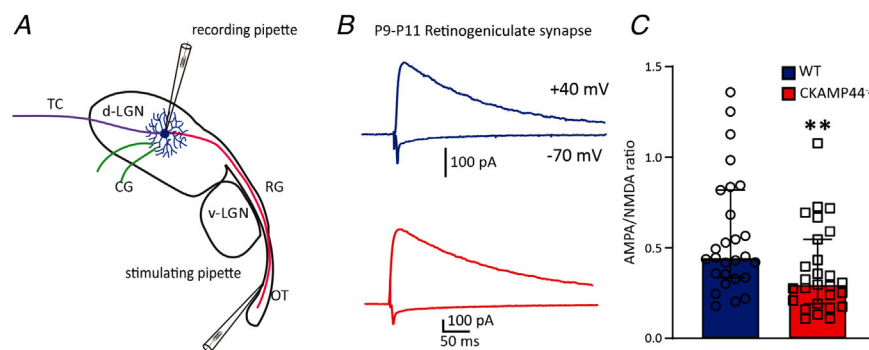 A
recording pipette
TC
d-LGN
CG
RG
v-LGN
stimulating pipette
OT
B
P9-P11 Retinogeniculate synapse
+40 mV
-70 mV
100 pA
100 pA
50 ms
C
WT
CKAMP44-
**
AMPA/NMDA ratio
1.5
1.0
0.5
0.0